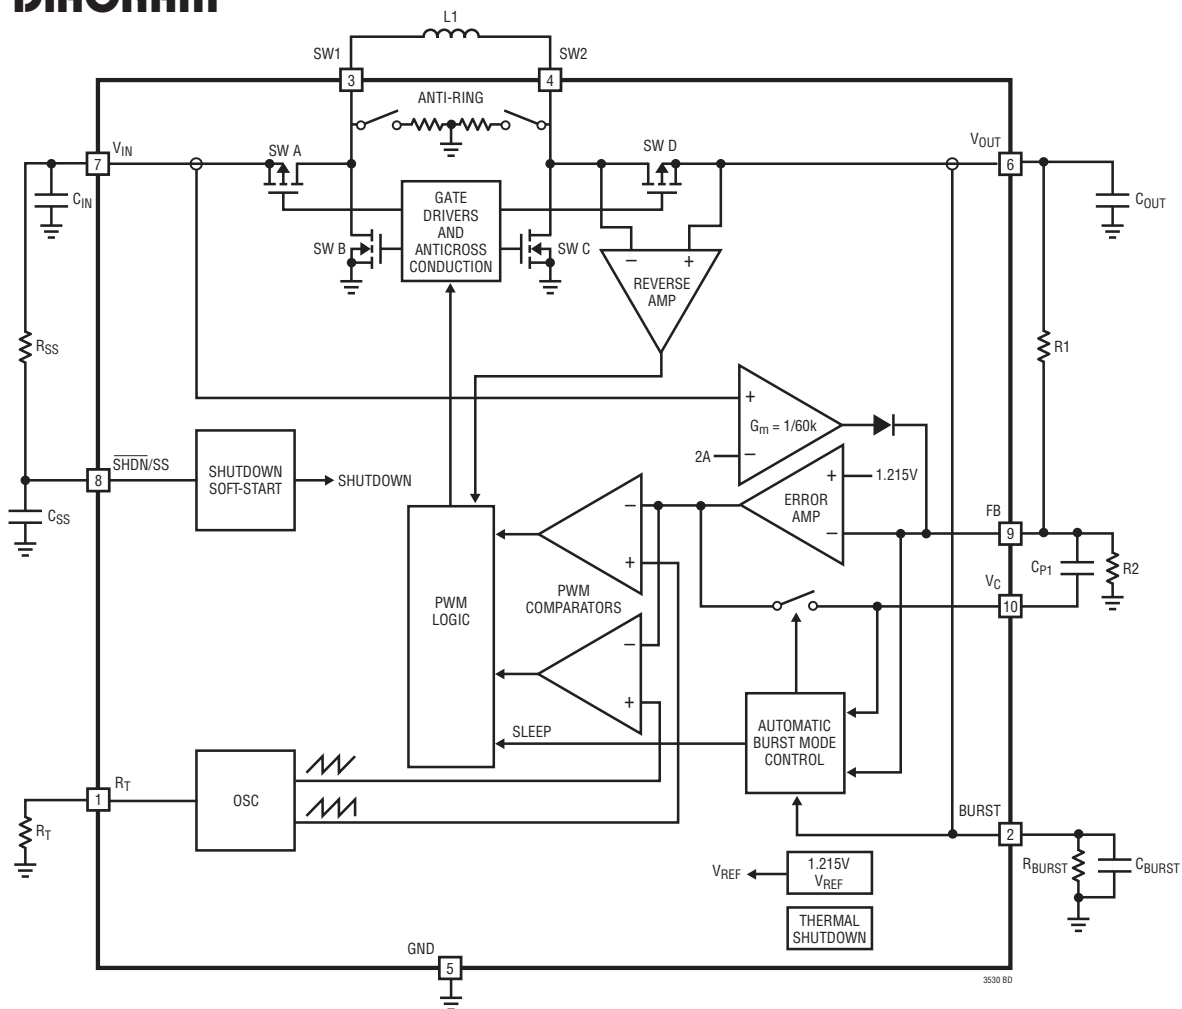 L1
SW1
SW2
3
4
ANTI-RING
7
VIN
SW A
SW D
VOUT
6
CIN
COUT
GATE
DRIVERS
AND
ANTICROSS
CONDUCTION
SW B
SW C
– +
REVERSE
AMP
RSS
R1
+
Gm = 1/60k
2A
–
8
SHDN/SS
SHUTDOWN
SOFT-START
SHUTDOWN
CSS
+
1.215V
ERROR
AMP
–
FB
9
–
+
PWM
COMPARATORS
PWM
LOGIC
CP1
R2
VC
10
–
+
SLEEP
AUTOMATIC
BURST MODE
CONTROL
1
RT
RT
OSC
BURST
2
RBURST
CBURST
VREF
1.215V
VREF
THERMAL
SHUTDOWN
GND
5
3530 BD